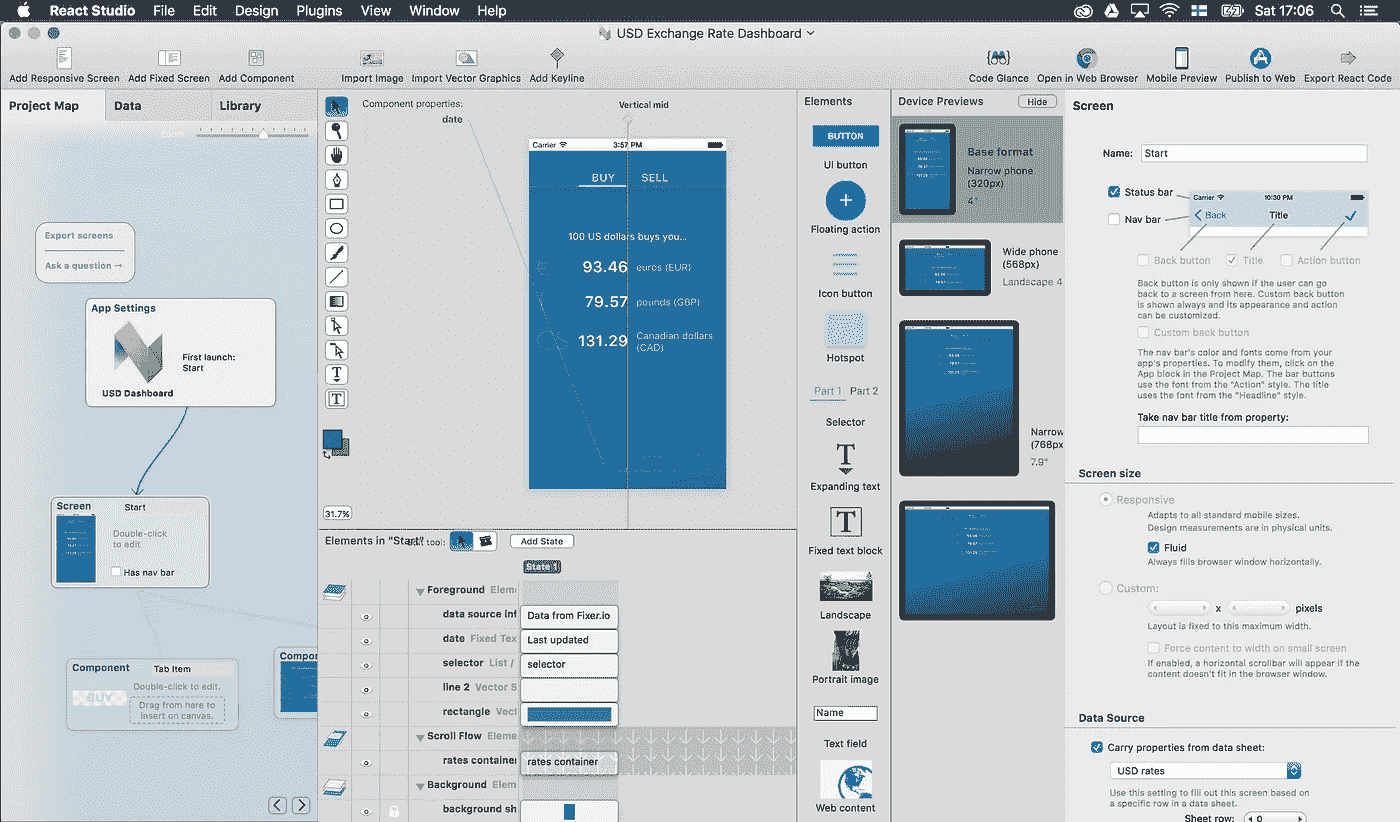 React Studio File Edit Design Plugins View Window Help Sat 17:06
USD Exchange Rate Dashboard
Add Responsive Screen Add Fixed Screen Add Component Import Image Import Vector Graphics Add Keyline Code Glance Open in Web Browser Mobile Preview Publish to Web Export React Code
Project Map Data Library
Zoom:
Export screens
Ask a question →
App Settings
First launch:
Start
USD Dashboard
Screen Start
Double-click
to edit
Has nav bar
Component Tab Item
BUY
Double-click to edit.
Drag from here to
insert on canvas.
Compor
Component properties:
date
Vertical mid
Carrier 3:57 PM
BUY SELL
100 US dollars buys you...
93.46 euros (EUR)
79.57 pounds (GBP)
131.29 Canadian dollars
(CAD)
T
T
31.7%
Elements in "Start" tool: Add State
State 1
Foreground Elem
data source inf Data from Fixer.io
date Fixed Tex Last updated
selector List / selector
line 2 Vector S
rectangle Vect
Scroll Flow Eleme
rates container rates container
Background Elem
background sh
Elements
BUTTON
UI button
+
Floating action
Icon button
Hotspot
Part 1 Part 2
Selector
T
Expanding text
T
Fixed text block
Landscape
Portrait image
Name
Text field
Web content
Device Previews Hide
Base format
Narrow phone
(320px)
4"
Wide phone
(568px)
Landscape 4
Narrow
(768px
7.9"
Screen
Name: Start
Status bar
Nav bar
Carrier 10:30 PM
Back Title
Back button Title Action button
Back button is only shown if the user can go
back to a screen from here. Custom back button
is shown always and its appearance and action
can be customized.
Custom back button
The nav bar's color and fonts come from your
app's properties. To modify them, click on the
App block in the Project Map. The bar buttons
use the font from the "Action" style. The title
uses the font from the "Headline" style.
Take nav bar title from property:
Screen size
Responsive
Adapts to all standard mobile sizes.
Design measurements are in physical units.
Fluid
Always fills browser window horizontally.
Custom:
x pixels
Layout is fixed to this maximum width.
Force content to width on small screen
If enabled, a horizontal scrollbar will appear if the
content doesn't fit in the browser window.
Data Source
Carry properties from data sheet:
USD rates
Use this setting to fill out this screen based on
a specific row in a data sheet.
Sheet row: 0